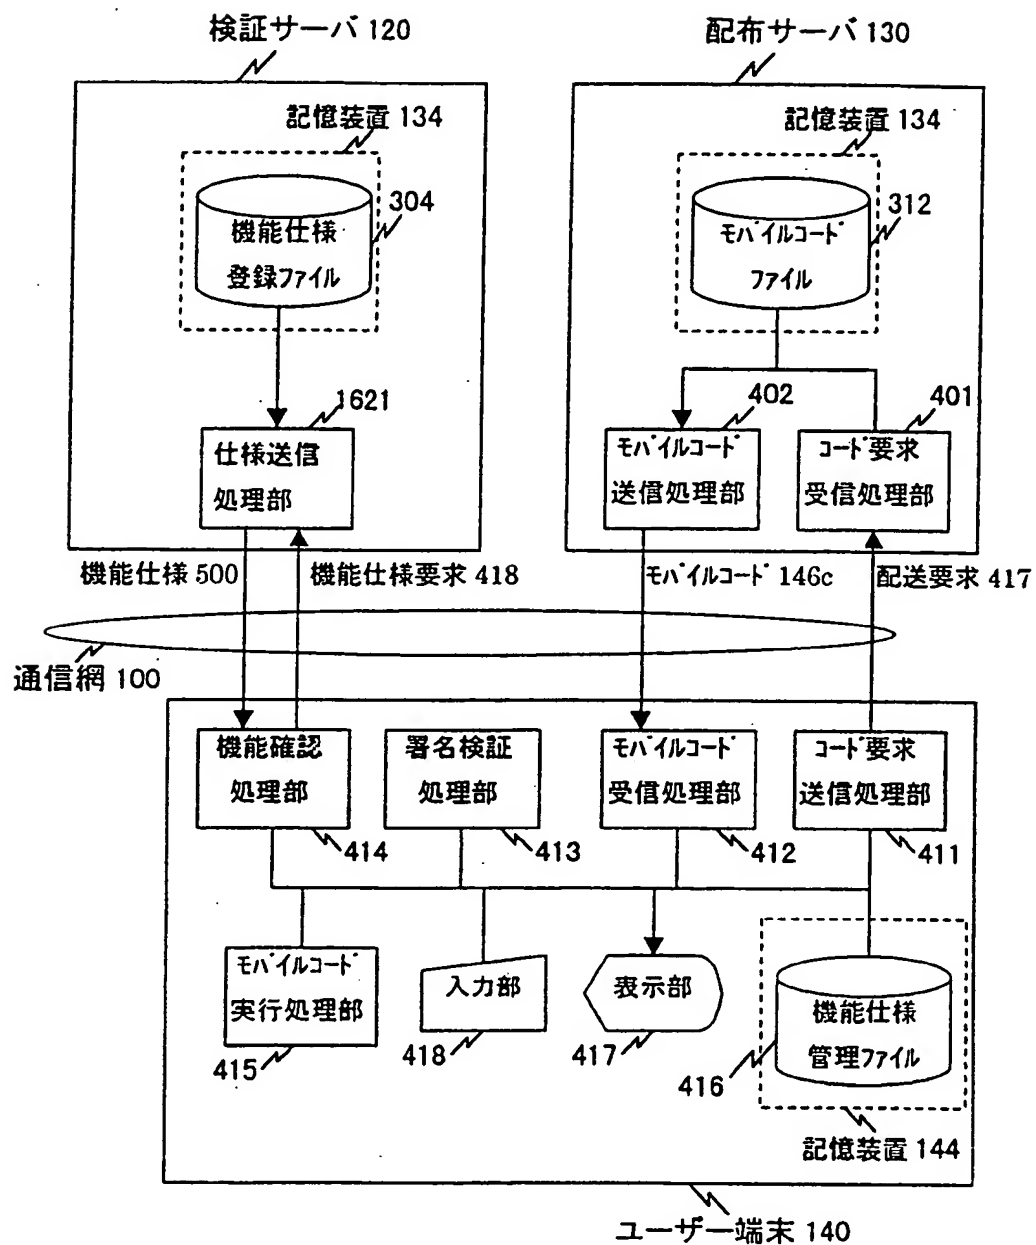 検証サーバ 120
配布サーバ 130
記憶装置 134
記憶装置 134
304
312
機能仕様
登録ファイル
モバイルコード
ファイル
1621
402
401
仕様送信
処理部
モバイルコード
送信処理部
コード要求
受信処理部
機能仕様 500
機能仕様要求 418
モバイルコード 146c
配送要求 417
通信網 100
機能確認
処理部
署名検証
処理部
モバイルコード
受信処理部
コード要求
送信処理部
414
413
412
411
モバイルコード
実行処理部
入力部
表示部
機能仕様
管理ファイル
415
418
417
416
記憶装置 144
ユーザー端末 140